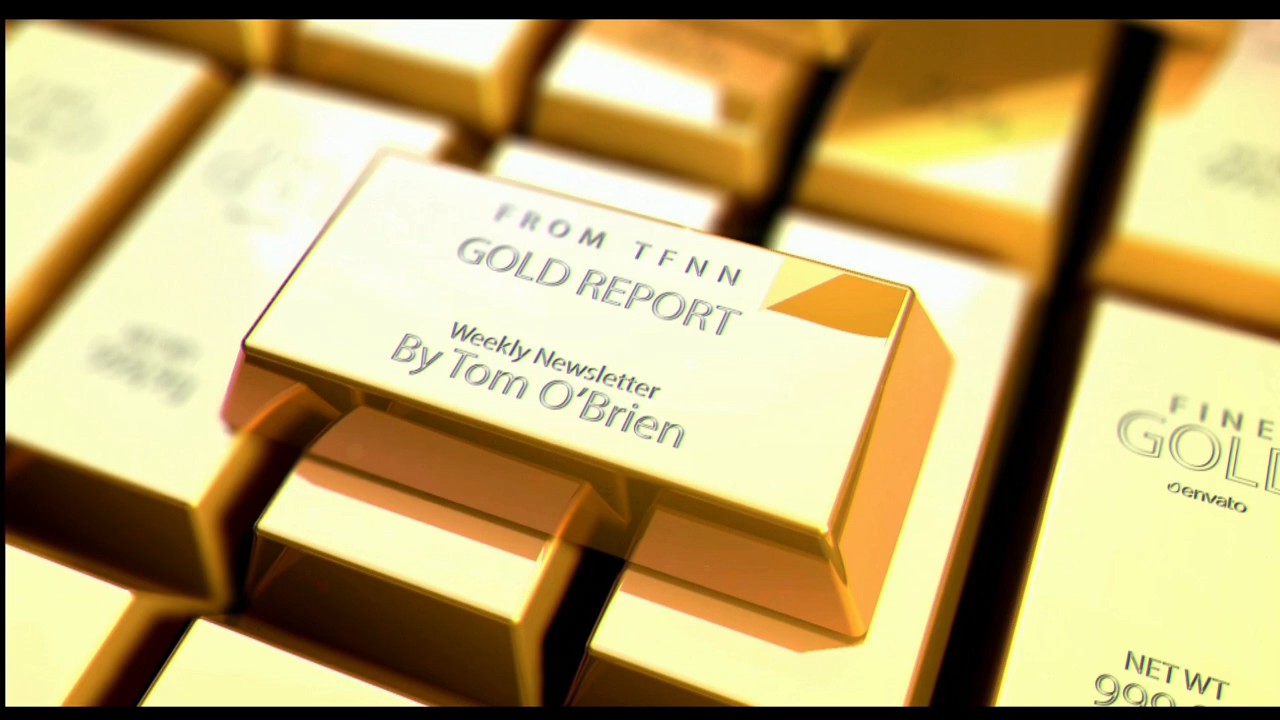 FROM TFNN
GOLD REPORT
Weekly Newsletter
By Tom O'Brien
FINE
GOLD
envato
NET WT